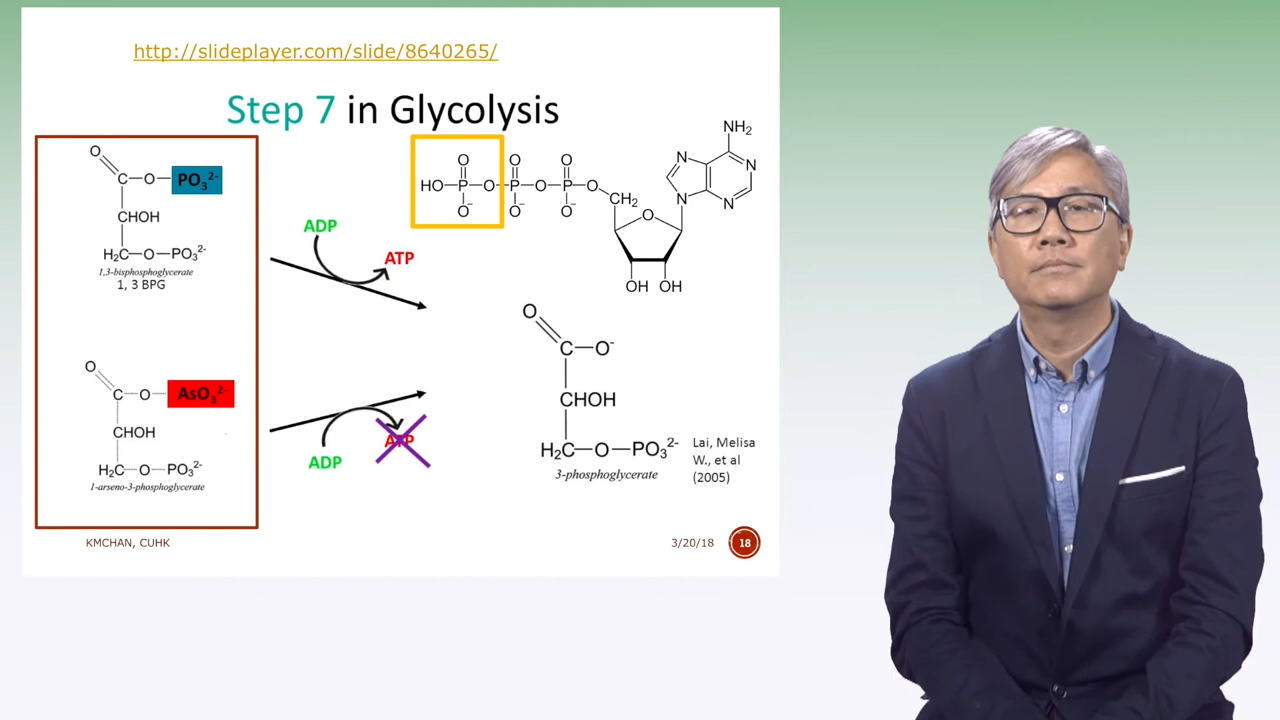 http://slideplayer.com/slide/8640265/
Step 7 in Glycolysis
O
C—O—PO₃²⁻
CHOH
H₂C—O—PO₃²⁻
1,3-bisphosphoglycerate
1, 3 BPG
ADP
ATP
O O O
HO—P—O—P—O—P—O
O⁻ O⁻ O⁻
CH₂
O
OH OH
NH₂
N
N
N
N
O
C—O—AsO₃²⁻
CHOH
H₂C—O—PO₃²⁻
1-arseno-3-phosphoglycerate
ADP
ATP
O
C—O⁻
CHOH
H₂C—O—PO₃²⁻
3-phosphoglycerate
Lai, Melisa
W., et al
(2005)
KMCHAN, CUHK
3/20/18
18